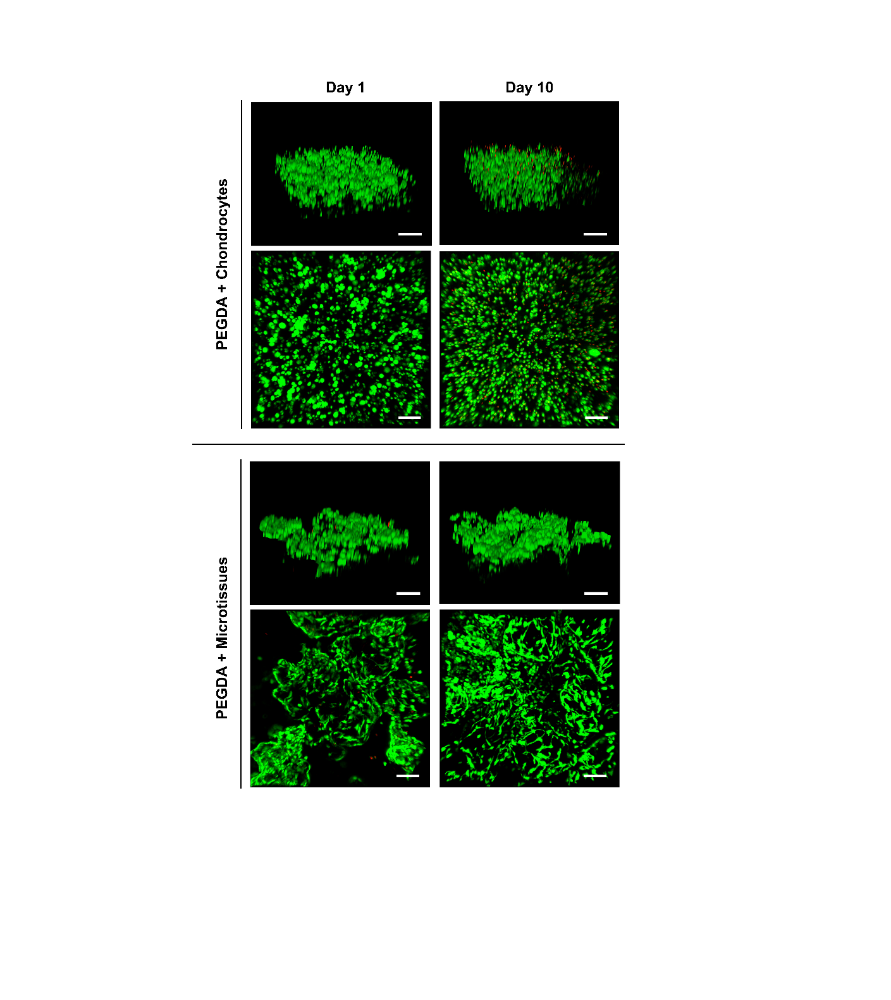 Day 1
Day 10
PEGDA + Chondrocytes
PEGDA + Microtissues